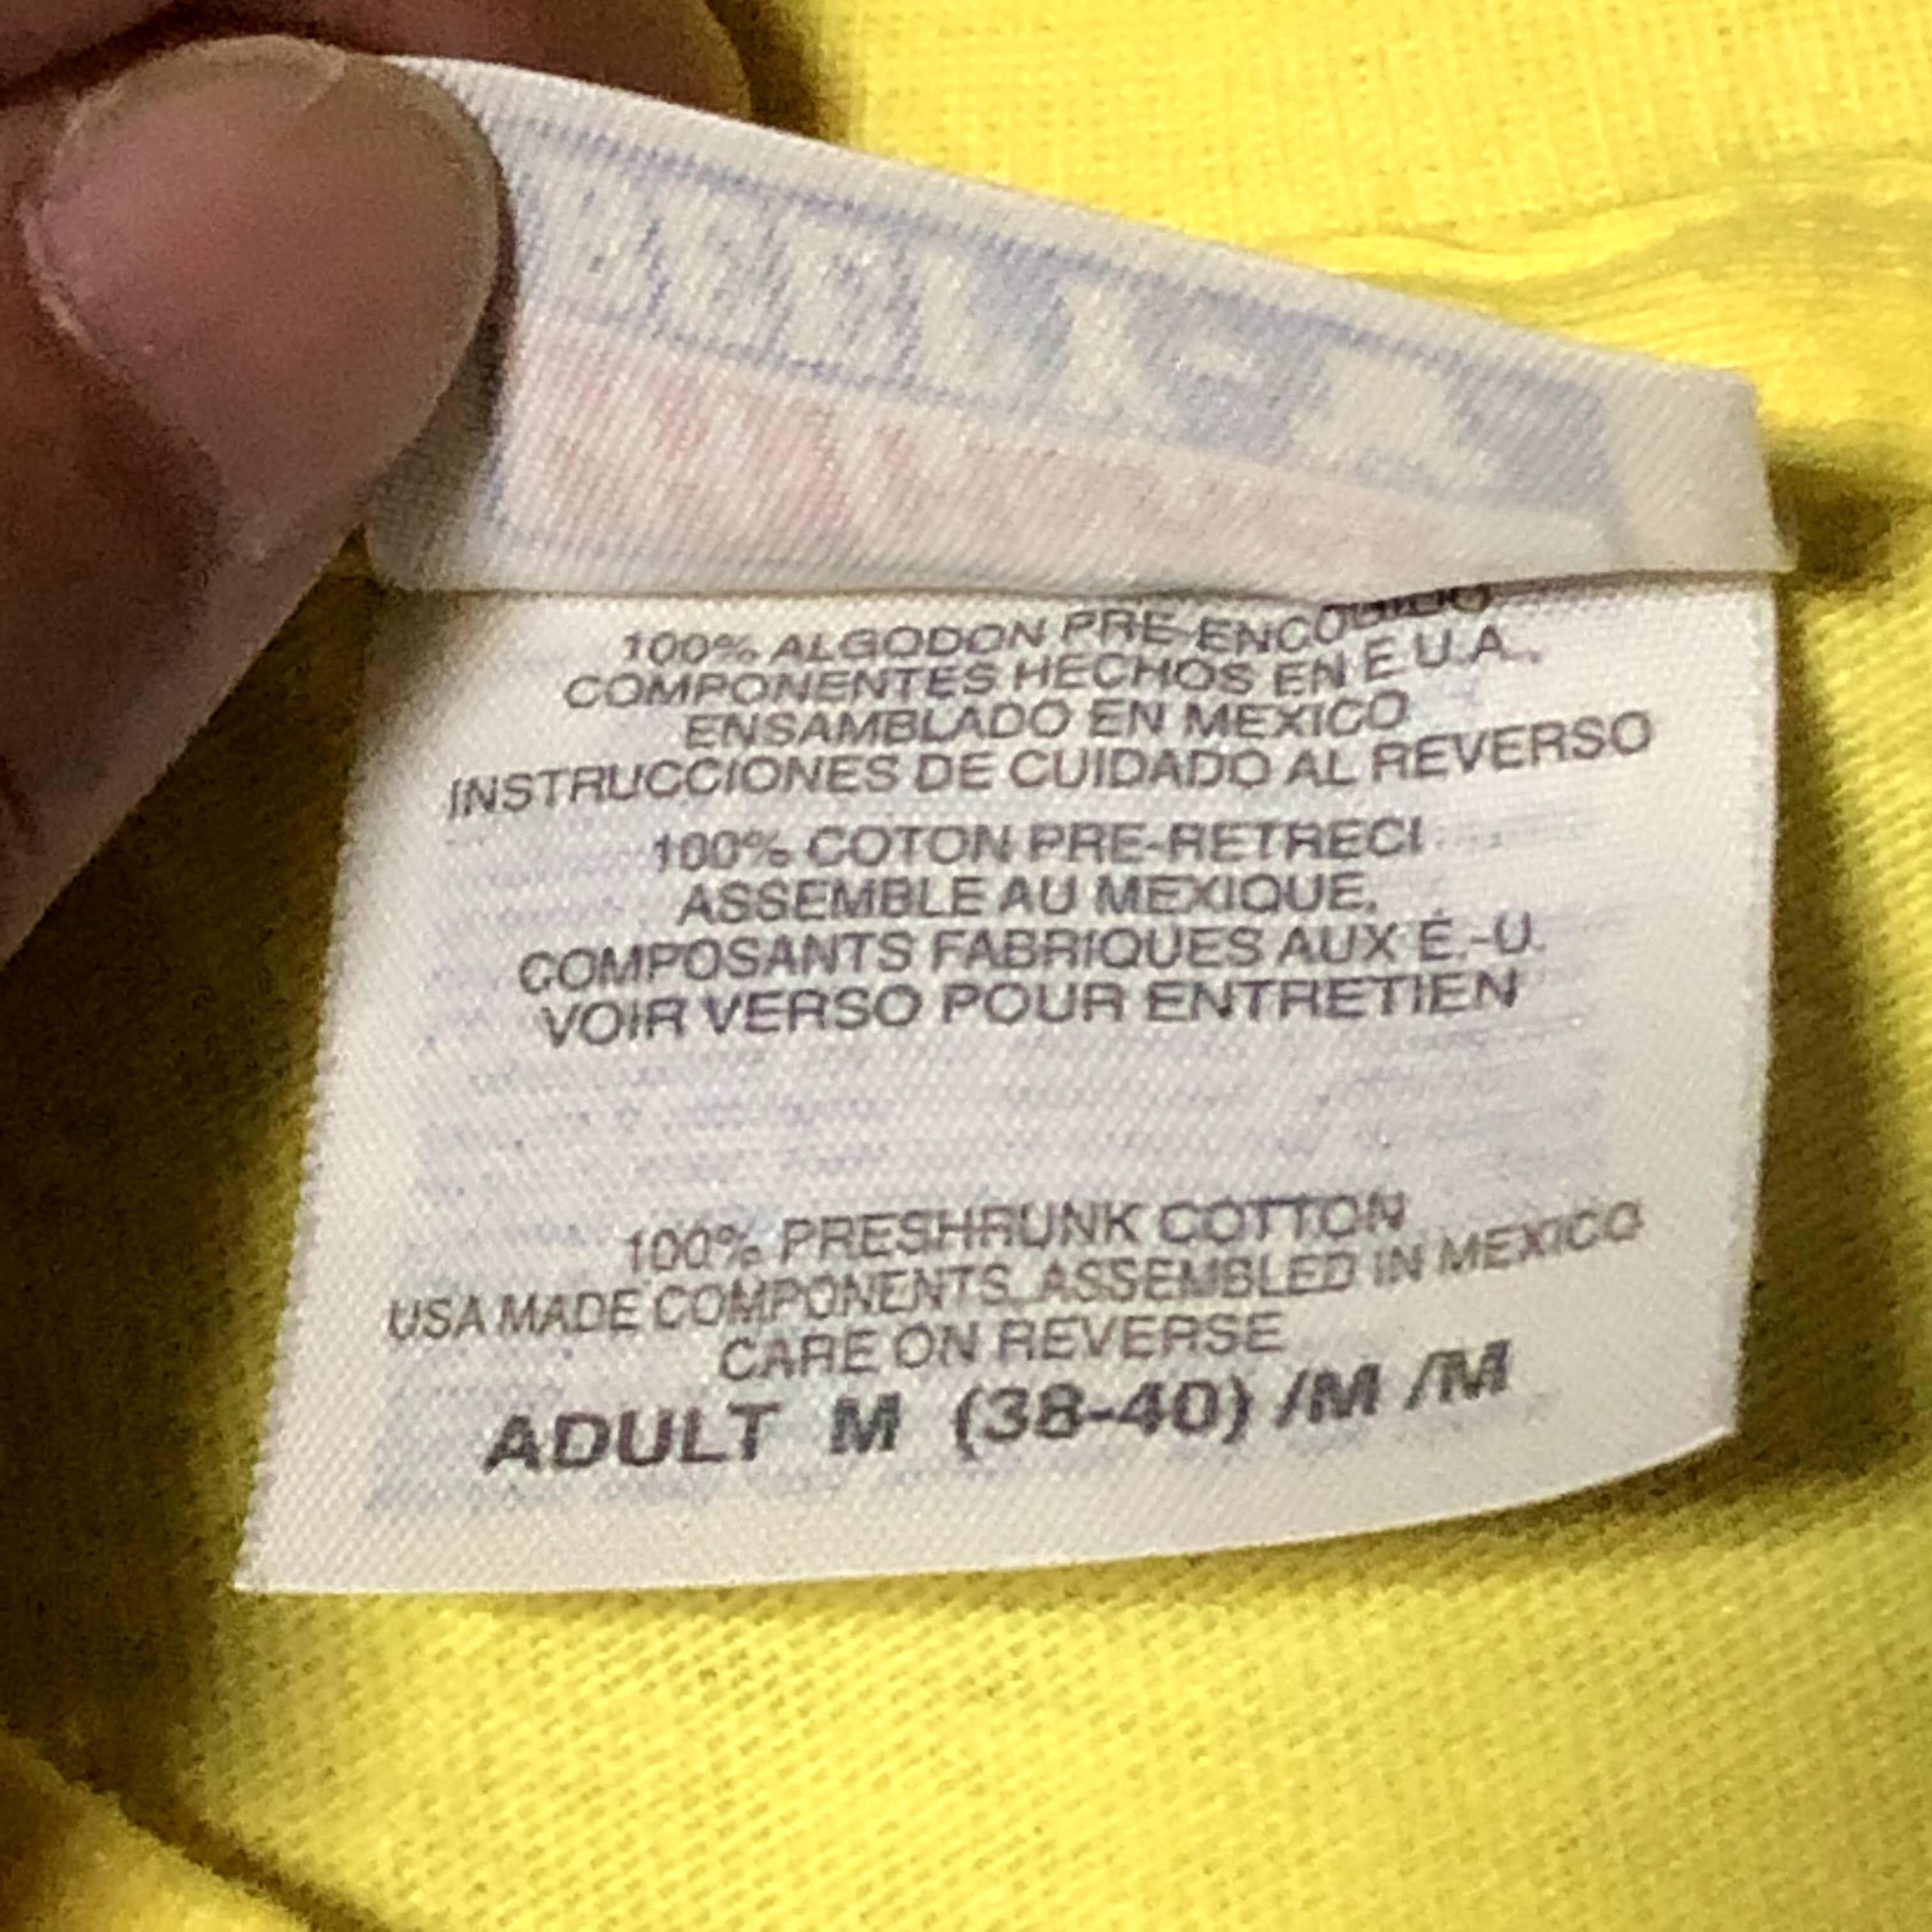 100% ALGODON PRE-ENCOGIDO
COMPONENTES HECHOS EN E.U.A.,
ENSAMBLADO EN MEXICO
INSTRUCCIONES DE CUIDADO AL REVERSO
100% COTON PRE-RETRECI
ASSEMBLE AU MEXIQUE,
COMPOSANTS FABRIQUES AUX É.-U.
VOIR VERSO POUR ENTRETIEN
100% PRESHRUNK COTTON
USA MADE COMPONENTS, ASSEMBLED IN MEXICO
CARE ON REVERSE
ADULT M (38-40) /M /M